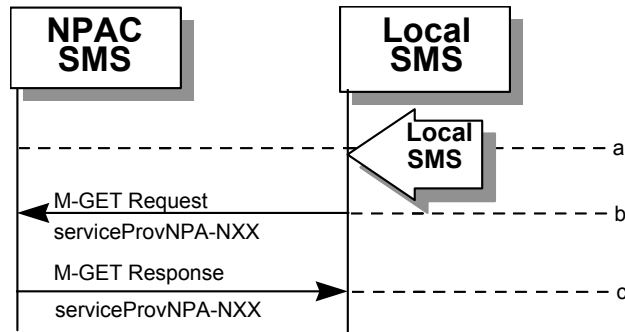 NPAC
SMS
Local
SMS
Local
SMS
a
M-GET Request
b
serviceProvNPA-NXX
M-GET Response
c
serviceProvNPA-NXX